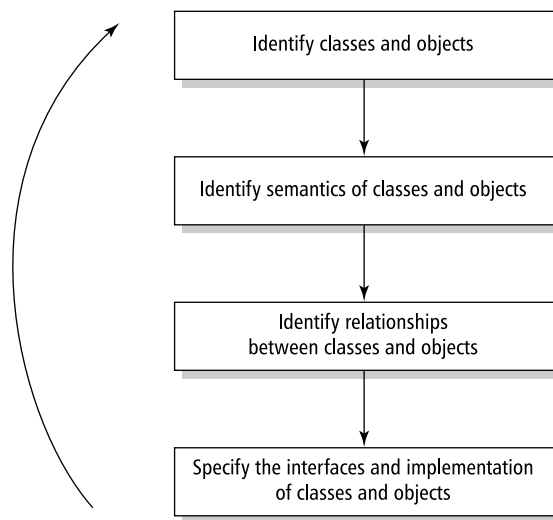 Identify classes and objects
Identify semantics of classes and objects
Identify relationships
between classes and objects
Specify the interfaces and implementation
of classes and objects